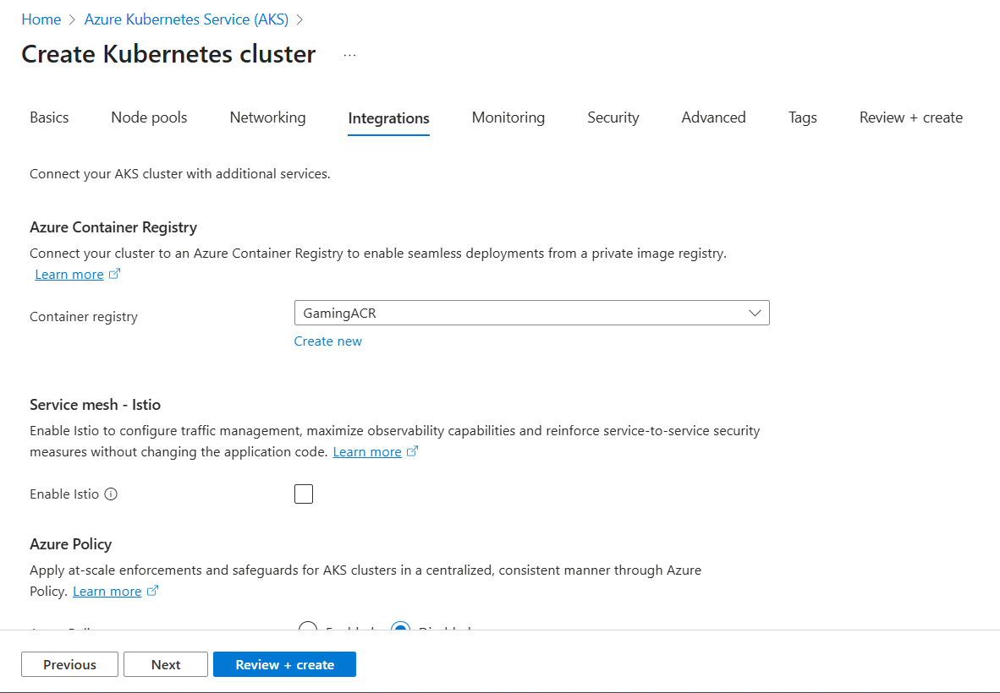 Home > Azure Kubernetes Service (AKS) >
Create Kubernetes cluster ...
Basics Node pools Networking Integrations Monitoring Security Advanced Tags Review + create
Connect your AKS cluster with additional services.
Azure Container Registry
Connect your cluster to an Azure Container Registry to enable seamless deployments from a private image registry.
Learn more
Container registry GamingACR
Create new
Service mesh - Istio
Enable Istio to configure traffic management, maximize observability capabilities and reinforce service-to-service security
measures without changing the application code. Learn more
Enable Istio
Azure Policy
Apply at-scale enforcements and safeguards for AKS clusters in a centralized, consistent manner through Azure
Policy. Learn more
Enabled Disabled
Previous Next Review + create